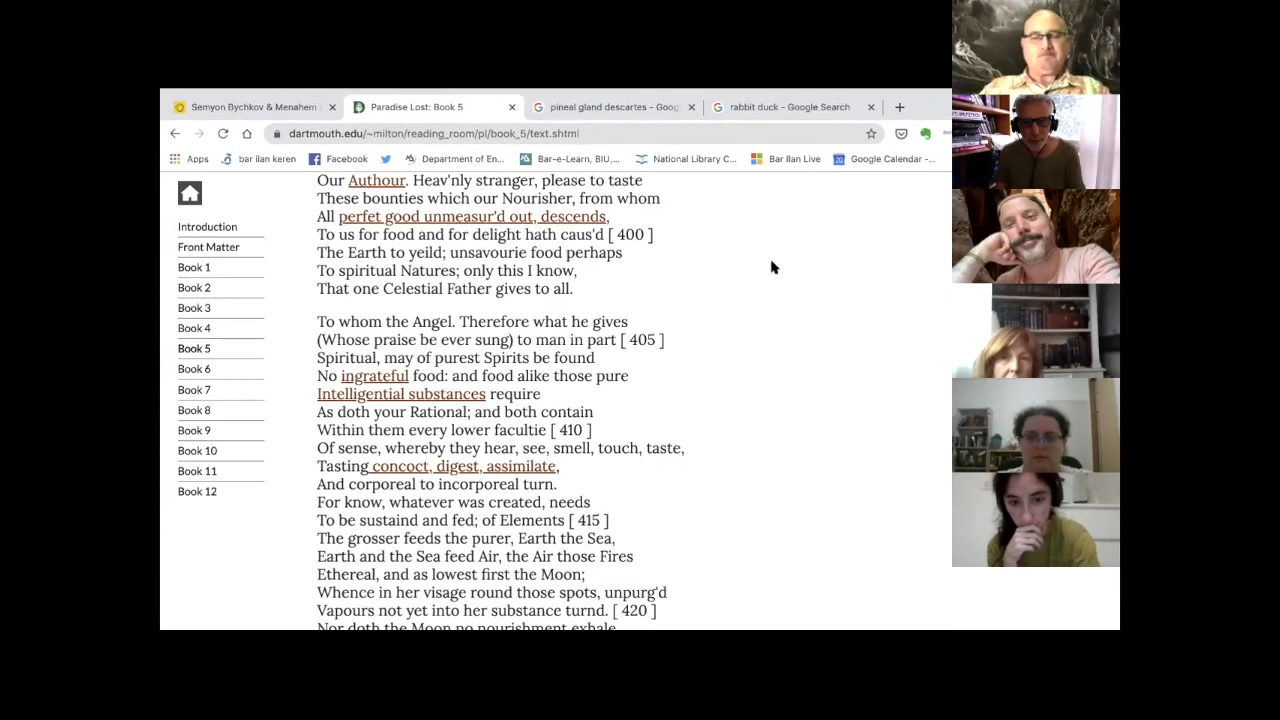 Semyon Bychkov & Menahem
Paradise Lost: Book 5
pineal gland descartes - Goog
rabbit duck - Google Search
dartmouth.edu/~milton/reading_room/pl/book_5/text.shtml
Apps
bar ilan keren
Facebook
Department of En...
Bar-e-Learn, BIU,...
National Library C...
Bar Ilan Live
Google Calendar -...
Introduction
Front Matter
Book 1
Book 2
Book 3
Book 4
Book 5
Book 6
Book 7
Book 8
Book 9
Book 10
Book 11
Book 12
Our Authour. Heav'nly stranger, please to taste
These bounties which our Nourisher, from whom
All perfet good unmeasur'd out, descends,
To us for food and for delight hath caus'd [ 400 ]
The Earth to yeild; unsavourie food perhaps
To spiritual Natures; only this I know,
That one Celestial Father gives to all.
To whom the Angel. Therefore what he gives
(Whose praise be ever sung) to man in part [ 405 ]
Spiritual, may of purest Spirits be found
No ingrateful food: and food alike those pure
Intelligential substances require
As doth your Rational; and both contain
Within them every lower facultie [ 410 ]
Of sense, whereby they hear, see, smell, touch, taste,
Tasting concoct, digest, assimilate,
And corporeal to incorporeal turn.
For know, whatever was created, needs
To be sustaind and fed; of Elements [ 415 ]
The grosser feeds the purer, Earth the Sea,
Earth and the Sea feed Air, the Air those Fires
Ethereal, and as lowest first the Moon;
Whence in her visage round those spots, unpurg'd
Vapours not yet into her substance turnd. [ 420 ]
Nor doth the Moon no nourishment exhale